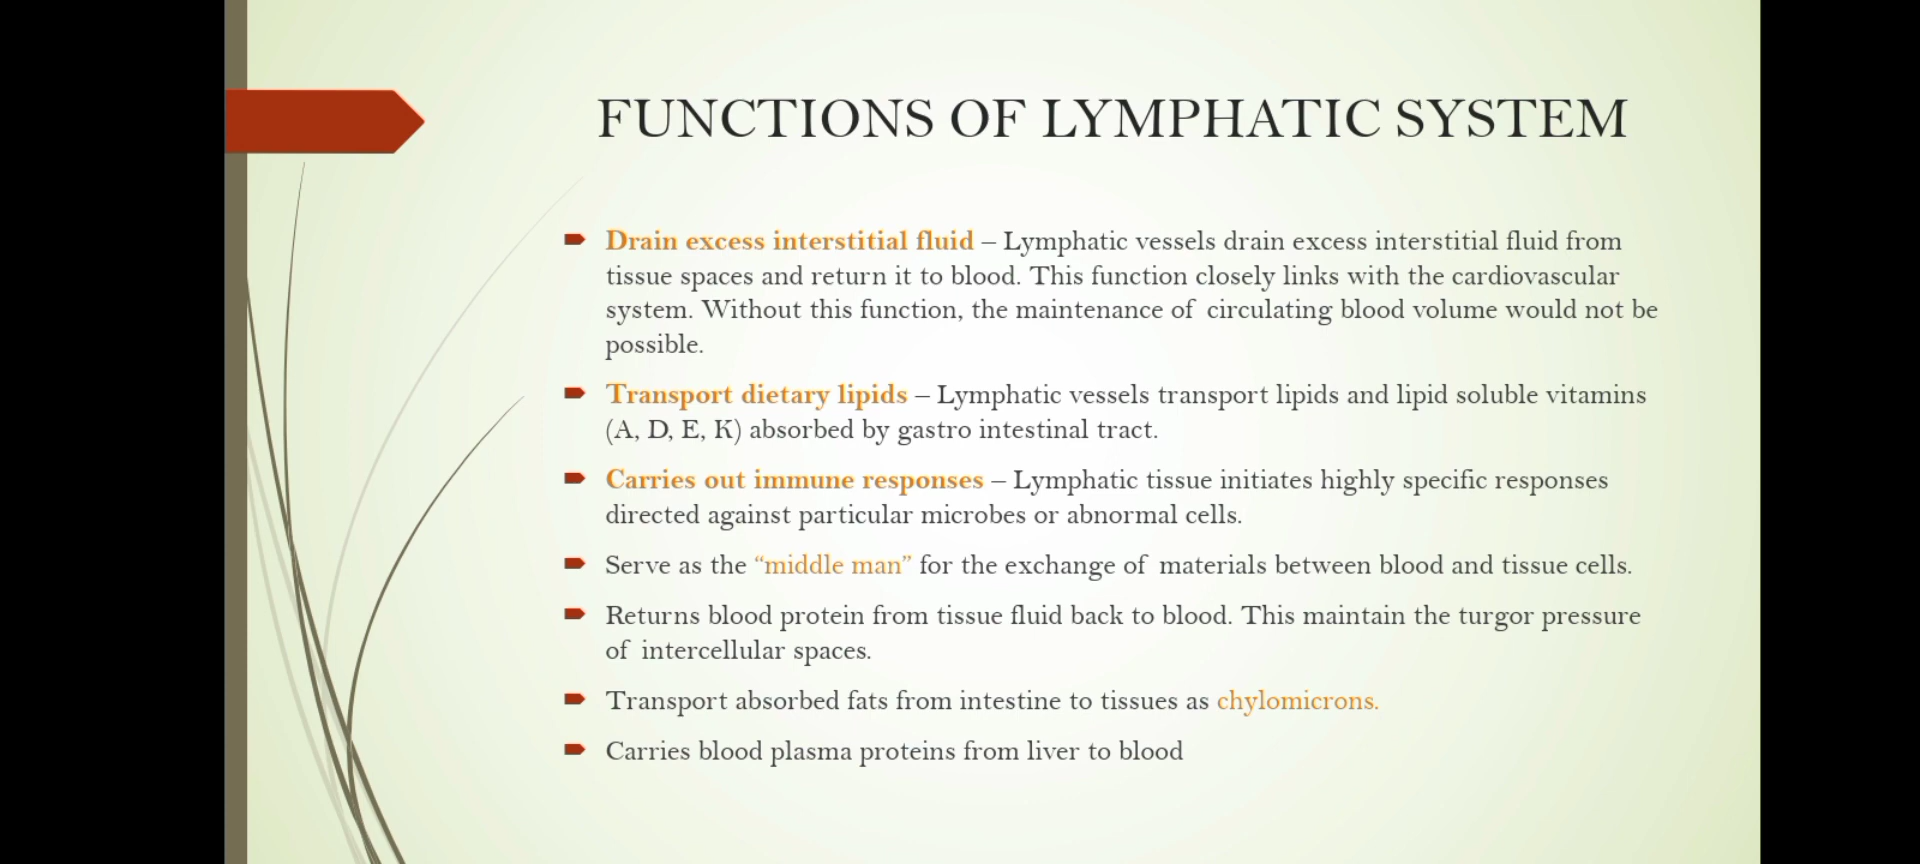 FUNCTIONS OF LYMPHATIC SYSTEM
Drain excess interstitial fluid – Lymphatic vessels drain excess interstitial fluid from
tissue spaces and return it to blood. This function closely links with the cardiovascular
system. Without this function, the maintenance of circulating blood volume would not be
possible.
Transport dietary lipids – Lymphatic vessels transport lipids and lipid soluble vitamins
(A, D, E, K) absorbed by gastro intestinal tract.
Carries out immune responses – Lymphatic tissue initiates highly specific responses
directed against particular microbes or abnormal cells.
Serve as the “middle man” for the exchange of materials between blood and tissue cells.
Returns blood protein from tissue fluid back to blood. This maintain the turgor pressure
of intercellular spaces.
Transport absorbed fats from intestine to tissues as chylomicrons.
Carries blood plasma proteins from liver to blood